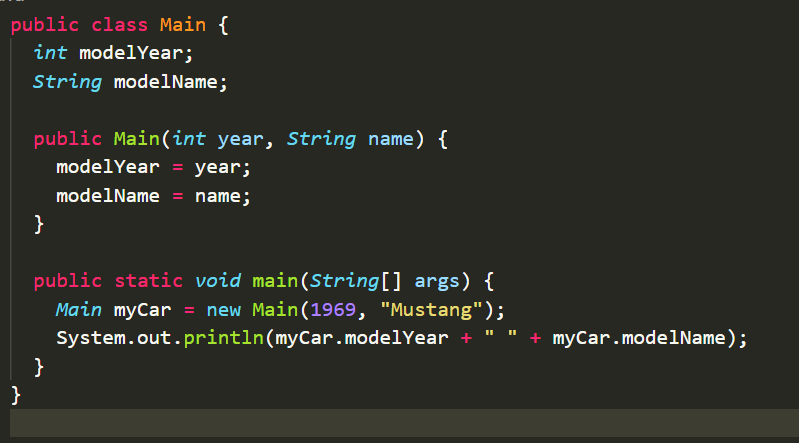 public class Main {
  int modelYear;
  String modelName;

  public Main(int year, String name) {
    modelYear = year;
    modelName = name;
  }

  public static void main(String[] args) {
    Main myCar = new Main(1969, "Mustang");
    System.out.println(myCar.modelYear + " " + myCar.modelName);
  }
}